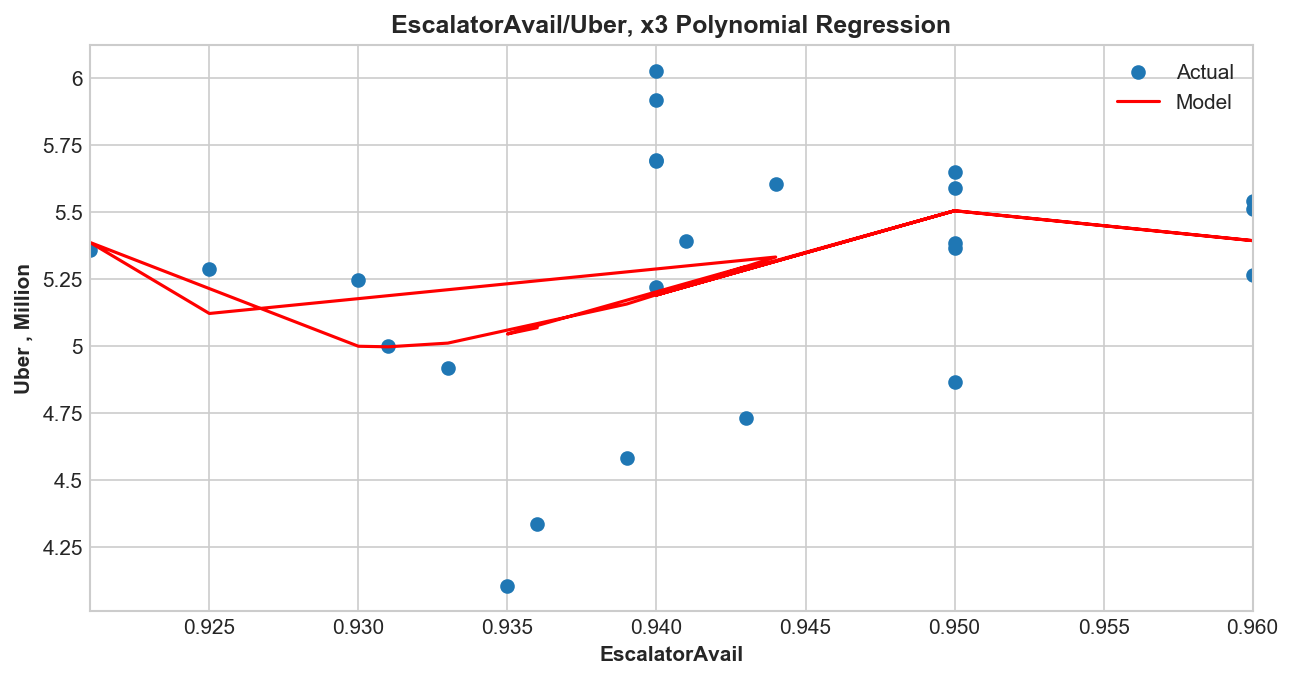 EscalatorAvail/Uber, x3 Polynomial Regression
Actual
Model
6
5.75
5.5
5.25
5
4.75
4.5
4.25
Uber , Million
0.925 0.930 0.935 0.940 0.945 0.950 0.955 0.960
EscalatorAvail